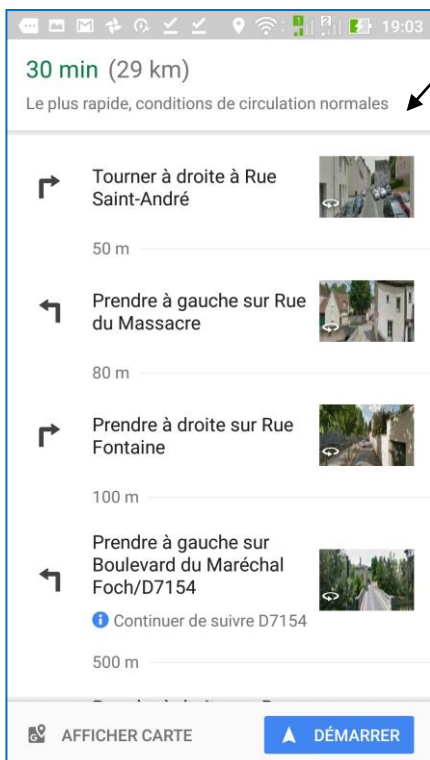 19:03
30 min (29 km)
Le plus rapide, conditions de circulation normales
Tourner à droite à Rue
Saint-André
50 m
Prendre à gauche sur Rue
du Massacre
80 m
Prendre à droite sur Rue
Fontaine
100 m
Prendre à gauche sur
Boulevard du Maréchal
Foch/D7154
Continuer de suivre D7154
500 m
AFFICHER CARTE
DÉMARRER